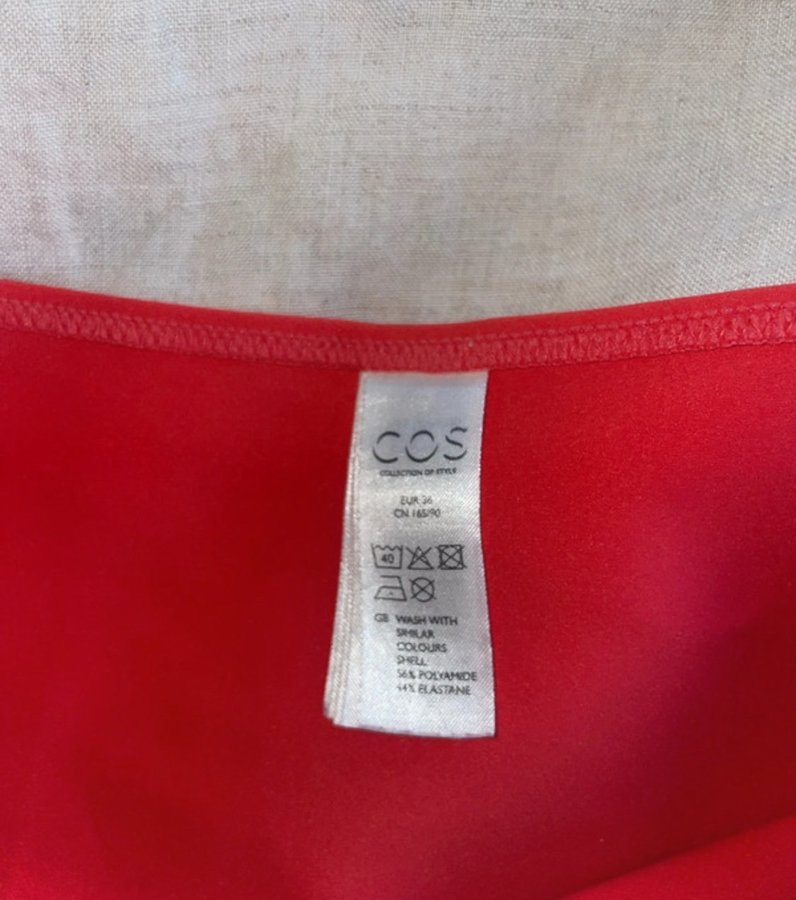 COS
COLLECTION OF STYLE
EUR 36
CN 165/90
40
GB WASH WITH
SIMILAR
COLOURS
SHELL
56% POLYAMIDE
44% ELASTANE